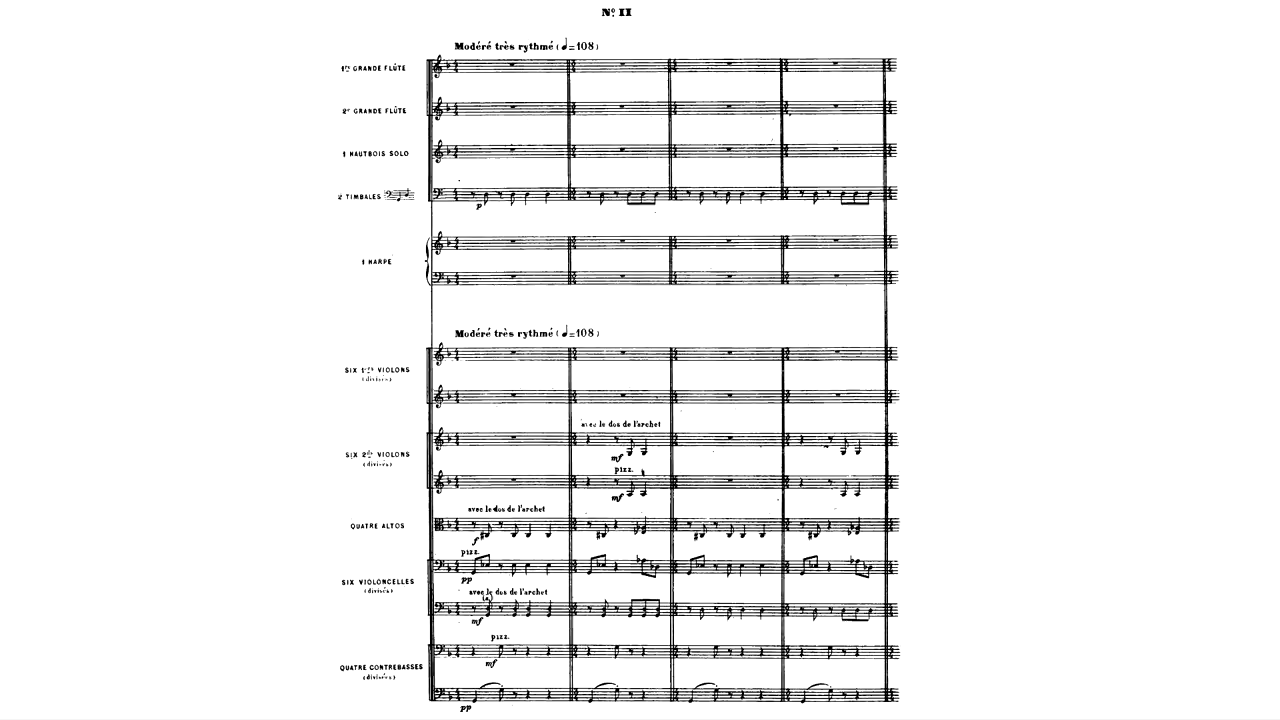 Nº II
Modéré très rythmé (♩=108)
1re GRANDE FLÛTE
2e GRANDE FLÛTE
1 HAUTBOIS SOLO
2 TIMBALES
p
1 HARPE
Modéré très rythmé (♩=108)
SIX 1ers VIOLONS
(divisés)
avec le dos de l'archet
SIX 2ds VIOLONS
(divisés)
mf
pizz.
mf
avec le dos de l'archet
QUATRE ALTOS
f
pizz.
pp
SIX VIOLONCELLES
(divisés)
avec le dos de l'archet
mf
pizz.
mf
QUATRE CONTREBASSES
(divisés)
pp